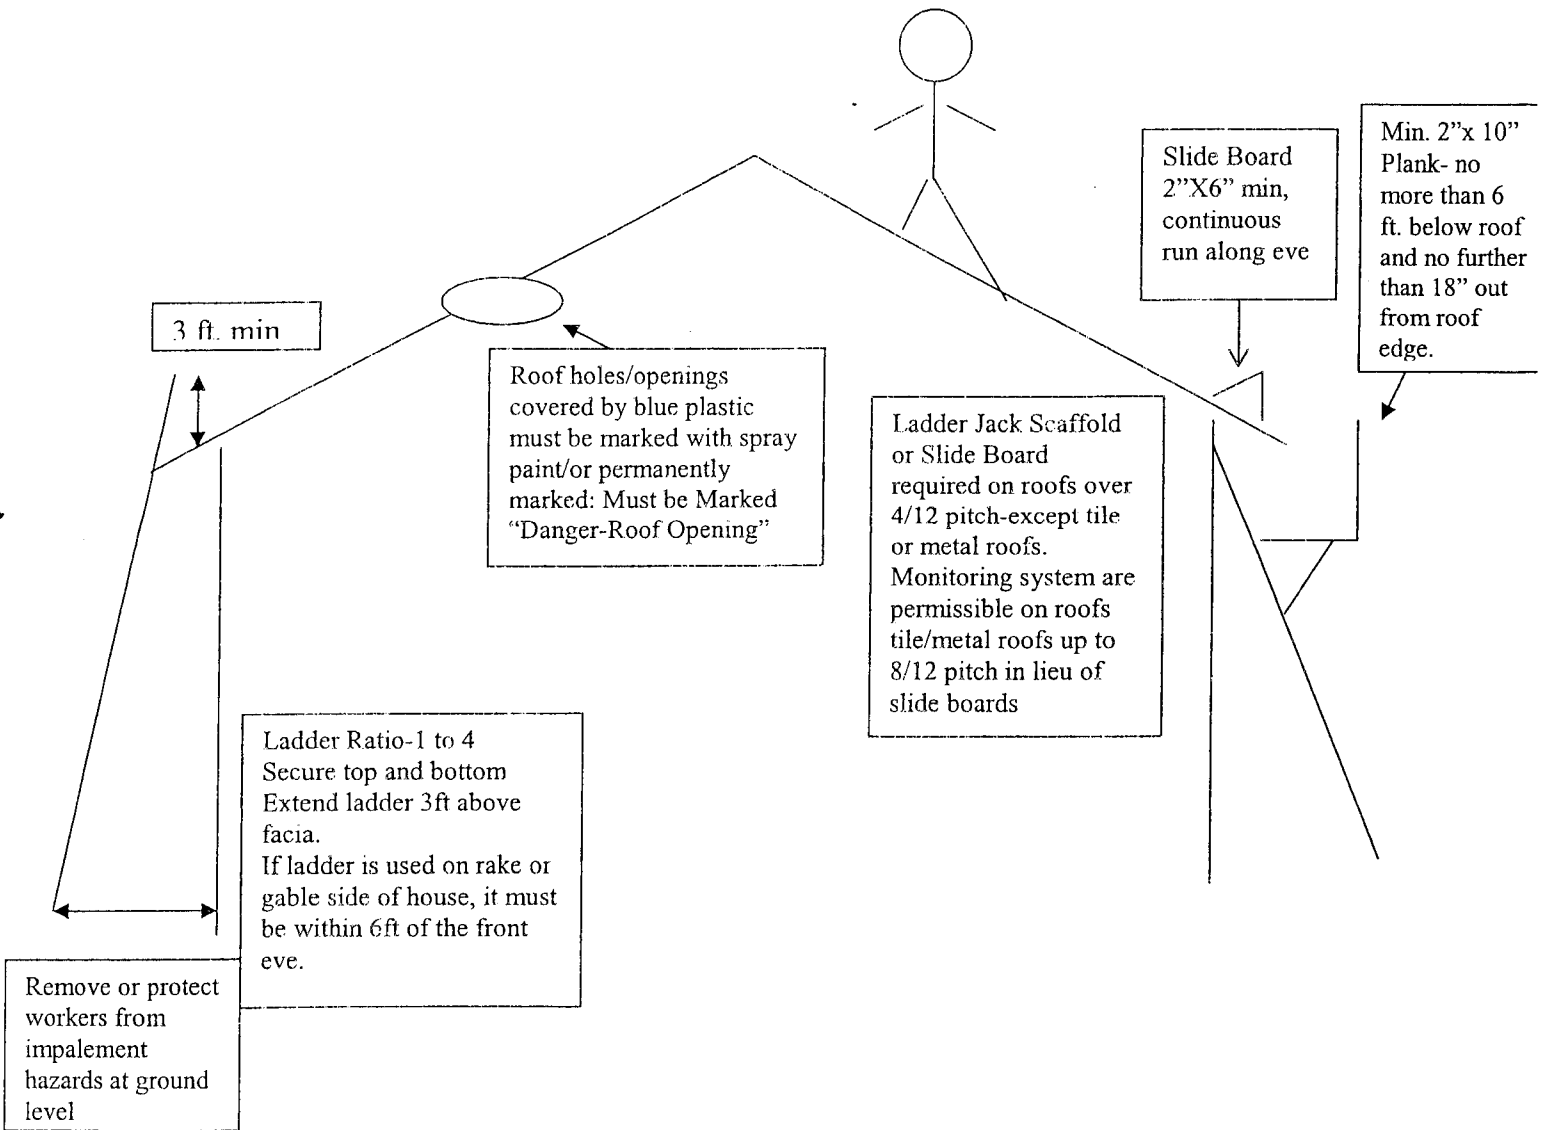 3 ft. min
Roof holes/openings
covered by blue plastic
must be marked with spray
paint/or permanently
marked: Must be Marked
“Danger-Roof Opening”
Slide Board
2”X6” min,
continuous
run along eve
Min. 2”x 10”
Plank- no
more than 6
ft. below roof
and no further
than 18” out
from roof
edge.
Ladder Jack Scaffold
or Slide Board
required on roofs over
4/12 pitch-except tile
or metal roofs.
Monitoring system are
permissible on roofs
tile/metal roofs up to
8/12 pitch in lieu of
slide boards
Ladder Ratio-1 to 4
Secure top and bottom
Extend ladder 3ft above
facia.
If ladder is used on rake or
gable side of house, it must
be within 6ft of the front
eve.
Remove or protect
workers from
impalement
hazards at ground
level